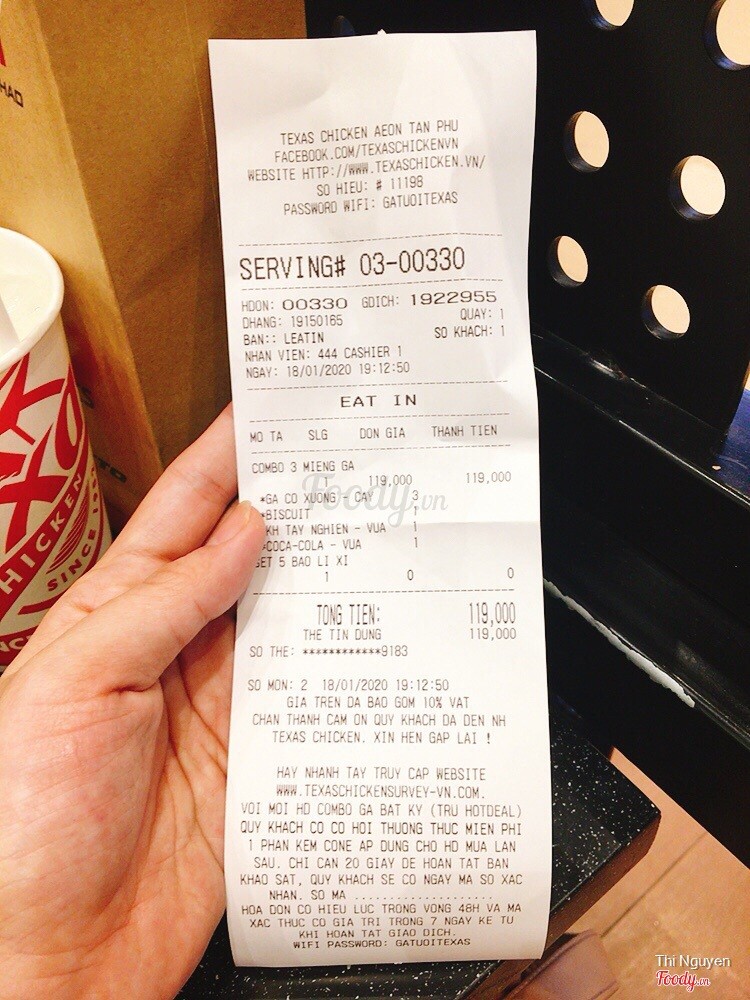 TEXAS CHICKEN AEON TAN PHU
FACEBOOK.COM/TEXASCHICKENVN
WEBSITE HTTP://WWW.TEXASCHICKEN.VN/
SO HIEU: # 11198
PASSWORD WIFI: GATUOITEXAS
SERVING# 03-00330
HDON: 00330 GDICH: 1922955
DHANG: 19150165 QUAY: 1
BAN:: LEATIN SO KHACH: 1
NHAN VIEN: 444 CASHIER 1
NGAY: 18/01/2020 19:12:50
EAT IN
MO TA SLG DON GIA THANH TIEN
COMBO 3 MIENG GA
119,000 119,000
*GA CO XUONG - CAY 3
*BISCUIT 1
KH TAY NGHIEN - VUA 1
*COCA-COLA - VUA 1
SET 5 BAO LI XI
1 0 0
TONG TIEN: 119,000
THE TIN DUNG 119,000
SO THE: ************9183
SO MON: 2 18/01/2020 19:12:50
GIA TREN DA BAO GOM 10% VAT
CHAN THANH CAM ON QUY KHACH DA DEN NH
TEXAS CHICKEN. XIN HEN GAP LAI !
HAY NHANH TAY TRUY CAP WEBSITE
WWW.TEXASCHICKENSURVEY-VN.COM.
VOI MOI HD COMBO GA BAT KY (TRU HOTDEAL)
QUY KHACH CO CO HOI THUONG THUC MIEN PHI
1 PHAN KEM CONE AP DUNG CHO HD MUA LAN
SAU. CHI CAN 20 GIAY DE HOAN TAT BAN
KHAO SAT, QUY KHACH SE CO NGAY MA SO XAC
NHAN. SO MA ....................
HOA DON CO HIEU LUC TRONG VONG 48H VA MA
XAC THUC CO GIA TRI TRONG 7 NGAY KE TU
KHI HOAN TAT GIAO DICH.
WIFI PASSWORD: GATUOITEXAS
Foody.vn
HICKEN
SINCE 19
Thi Nguyen
Foody.vn